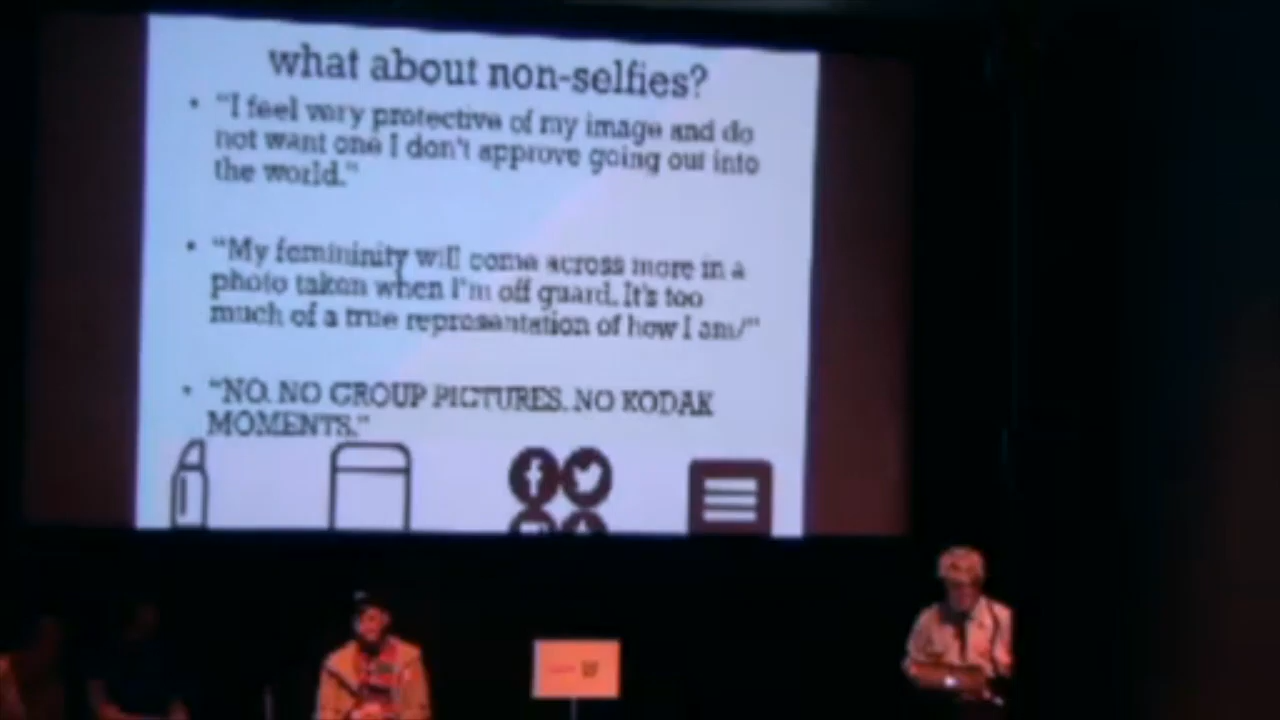 what about non-selfies?
• "I feel very protective of my image and do
not want one I don't approve going out into
the world."
• "My femininity will come across more in a
photo taken when I'm off guard. It's too
much of a true representation of how I am/"
• "NO. NO GROUP PICTURES. NO KODAK
MOMENTS."